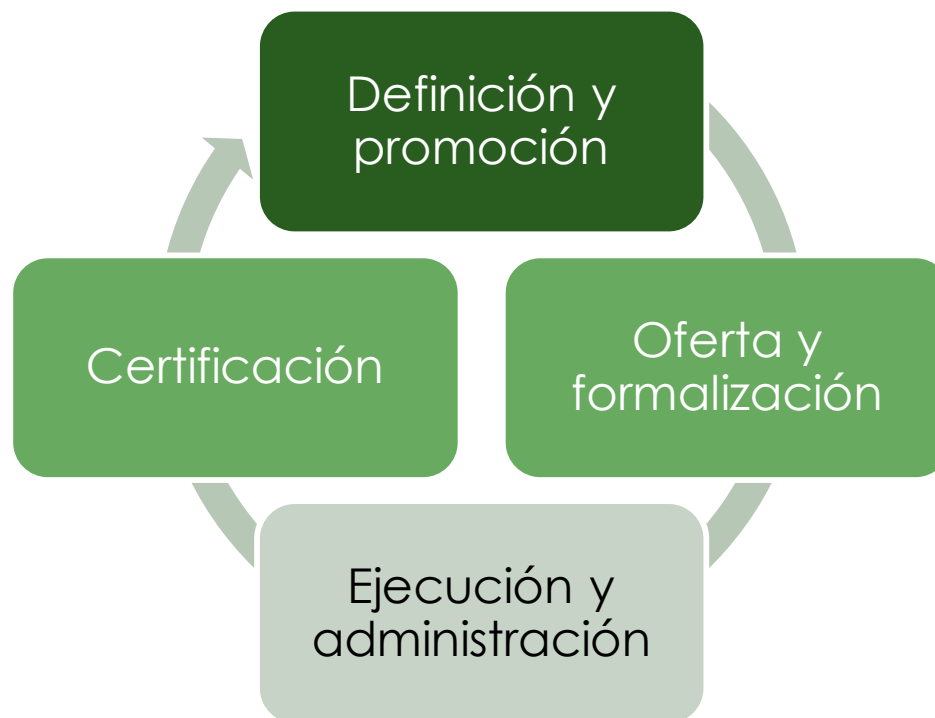 Definición y
promoción
Oferta y
formalización
Ejecución y
administración
Certificación